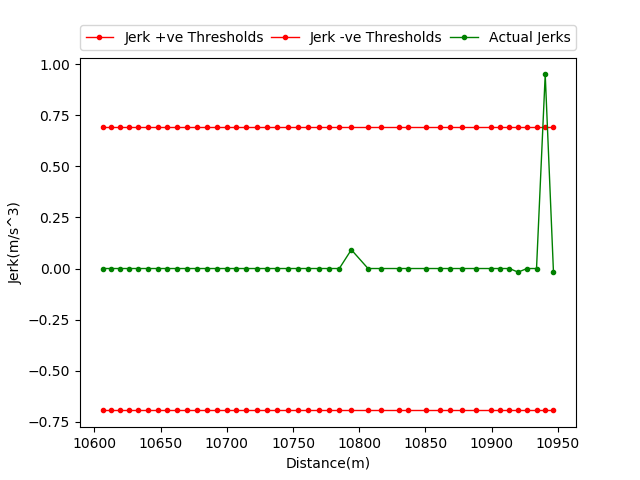 Jerk +ve Thresholds Jerk -ve Thresholds Actual Jerks
1.00
0.75
0.50
0.25
0.00
−0.25
−0.50
−0.75
Jerk(m/s^3)
10600 10650 10700 10750 10800 10850 10900 10950
Distance(m)